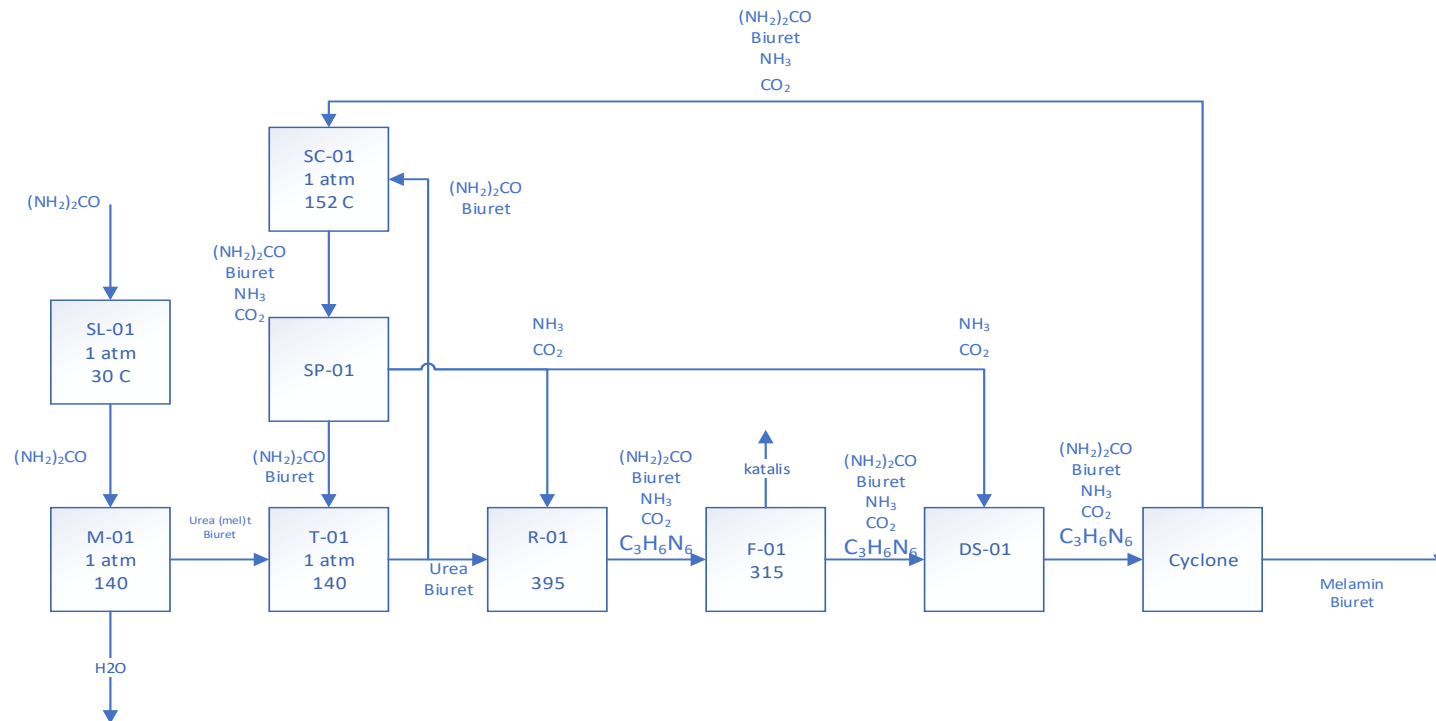 (NH₂)₂CO
Biuret
NH₃
CO₂
SC-01
1 atm
152 C
(NH₂)₂CO
Biuret
(NH₂)₂CO
(NH₂)₂CO
Biuret
NH₃
CO₂
SL-01
1 atm
30 C
SP-01
NH₃
CO₂
NH₃
CO₂
(NH₂)₂CO
(NH₂)₂CO
Biuret
(NH₂)₂CO
Biuret
NH₃
CO₂
C₃H₆N₆
katalis
(NH₂)₂CO
Biuret
NH₃
CO₂
C₃H₆N₆
(NH₂)₂CO
Biuret
NH₃
CO₂
C₃H₆N₆
M-01
1 atm
140
Urea (mel)t
Biuret
T-01
1 atm
140
Urea
Biuret
R-01
395
F-01
315
DS-01
Cyclone
Melamin
Biuret
H2O